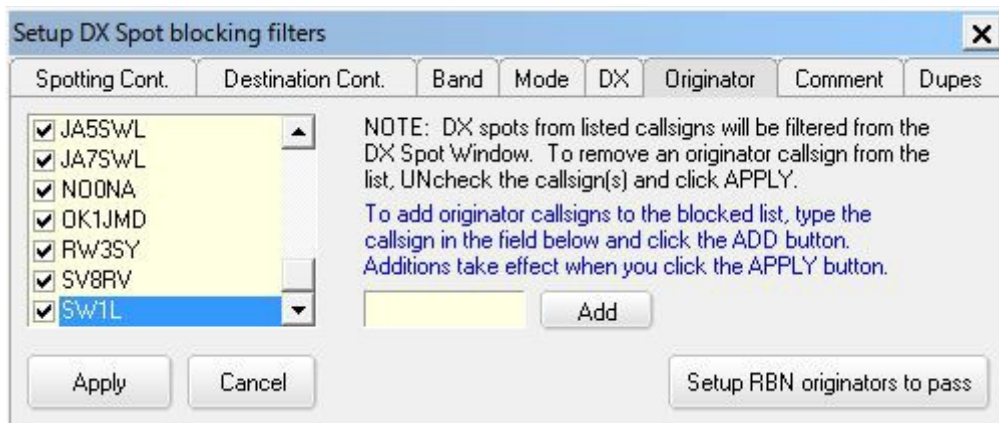 Setup DX Spot blocking filters
Spotting Cont. Destination Cont. Band Mode DX Originator Comment Dupes
JA5SWL
JA7SWL
NO0NA
OK1JMD
RW3SY
SV8RV
SW1L
NOTE: DX spots from listed callsigns will be filtered from the
DX Spot Window. To remove an originator callsign from the
list, UNcheck the callsign(s) and click APPLY.
To add originator callsigns to the blocked list, type the
callsign in the field below and click the ADD button.
Additions take effect when you click the APPLY button.
Add
Apply Cancel Setup RBN originators to pass